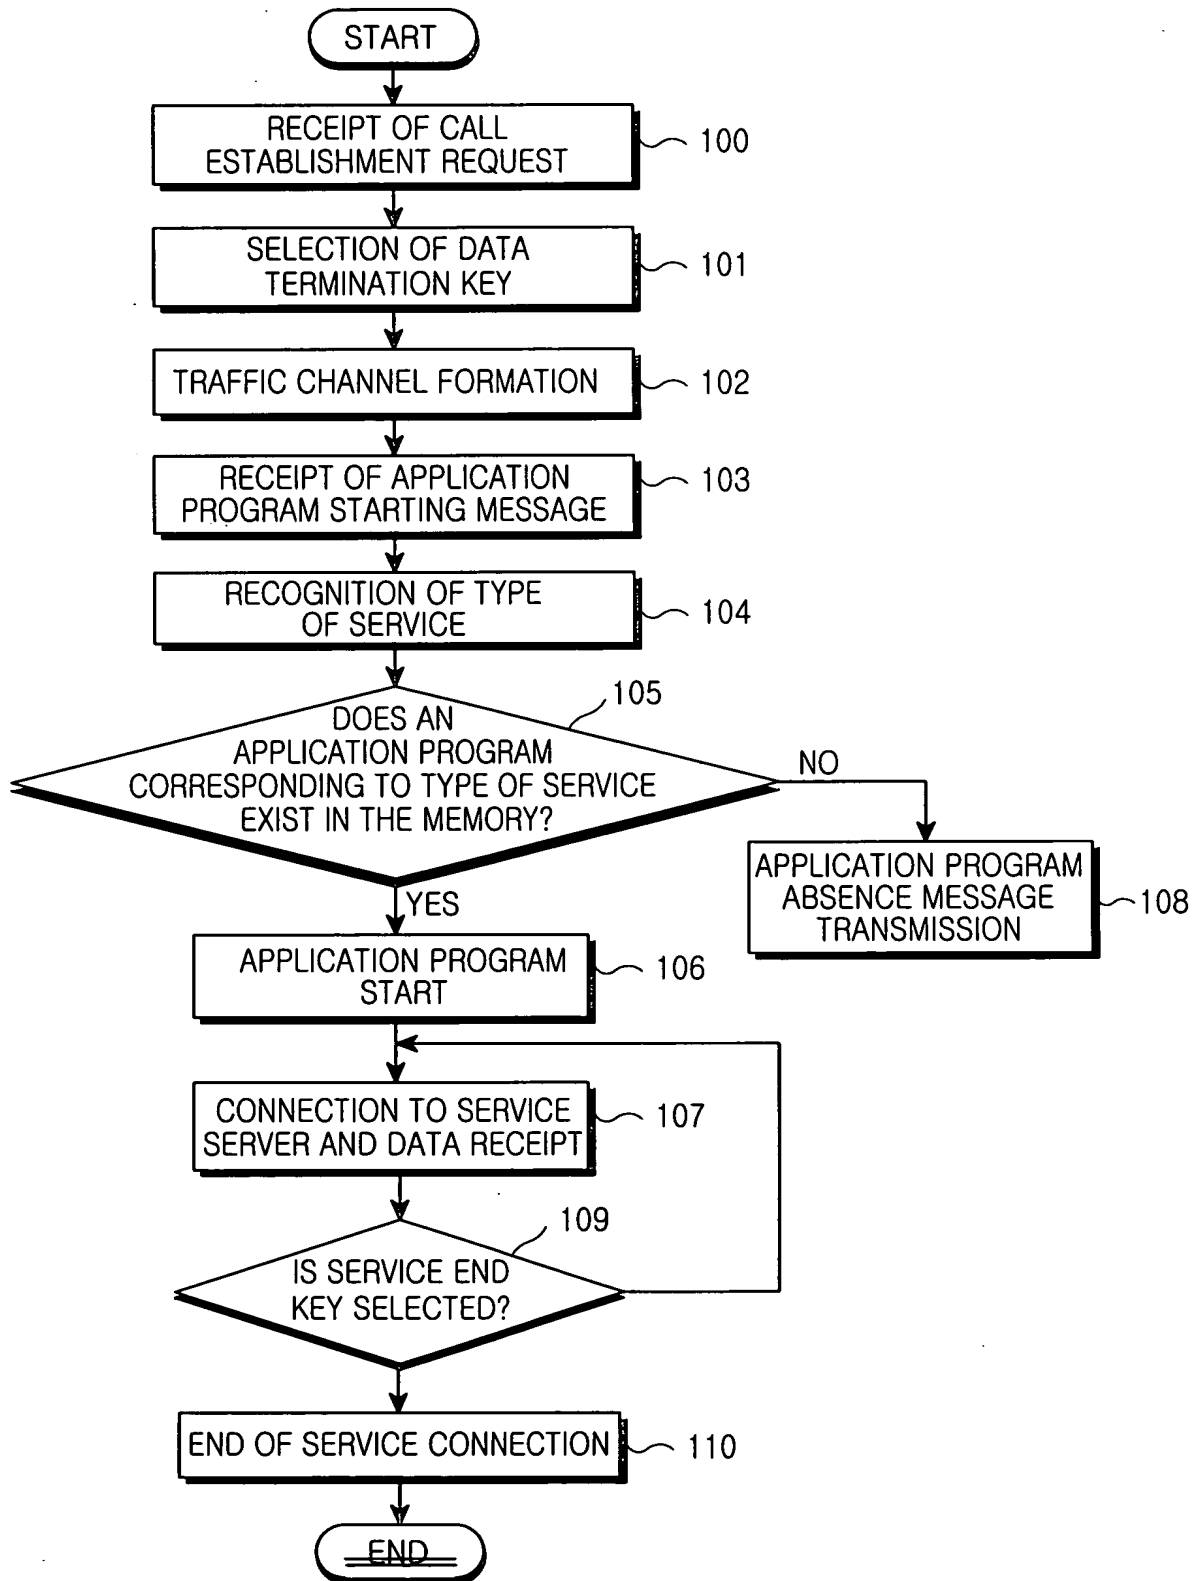 START
RECEIPT OF CALL
ESTABLISHMENT REQUEST
100
SELECTION OF DATA
TERMINATION KEY
101
TRAFFIC CHANNEL FORMATION
102
RECEIPT OF APPLICATION
PROGRAM STARTING MESSAGE
103
RECOGNITION OF TYPE
OF SERVICE
104
105
DOES AN
APPLICATION PROGRAM
CORRESPONDING TO TYPE OF SERVICE
EXIST IN THE MEMORY?
NO
YES
APPLICATION PROGRAM
ABSENCE MESSAGE
TRANSMISSION
108
APPLICATION PROGRAM
START
106
CONNECTION TO SERVICE
SERVER AND DATA RECEIPT
107
109
IS SERVICE END
KEY SELECTED?
END OF SERVICE CONNECTION
110
END